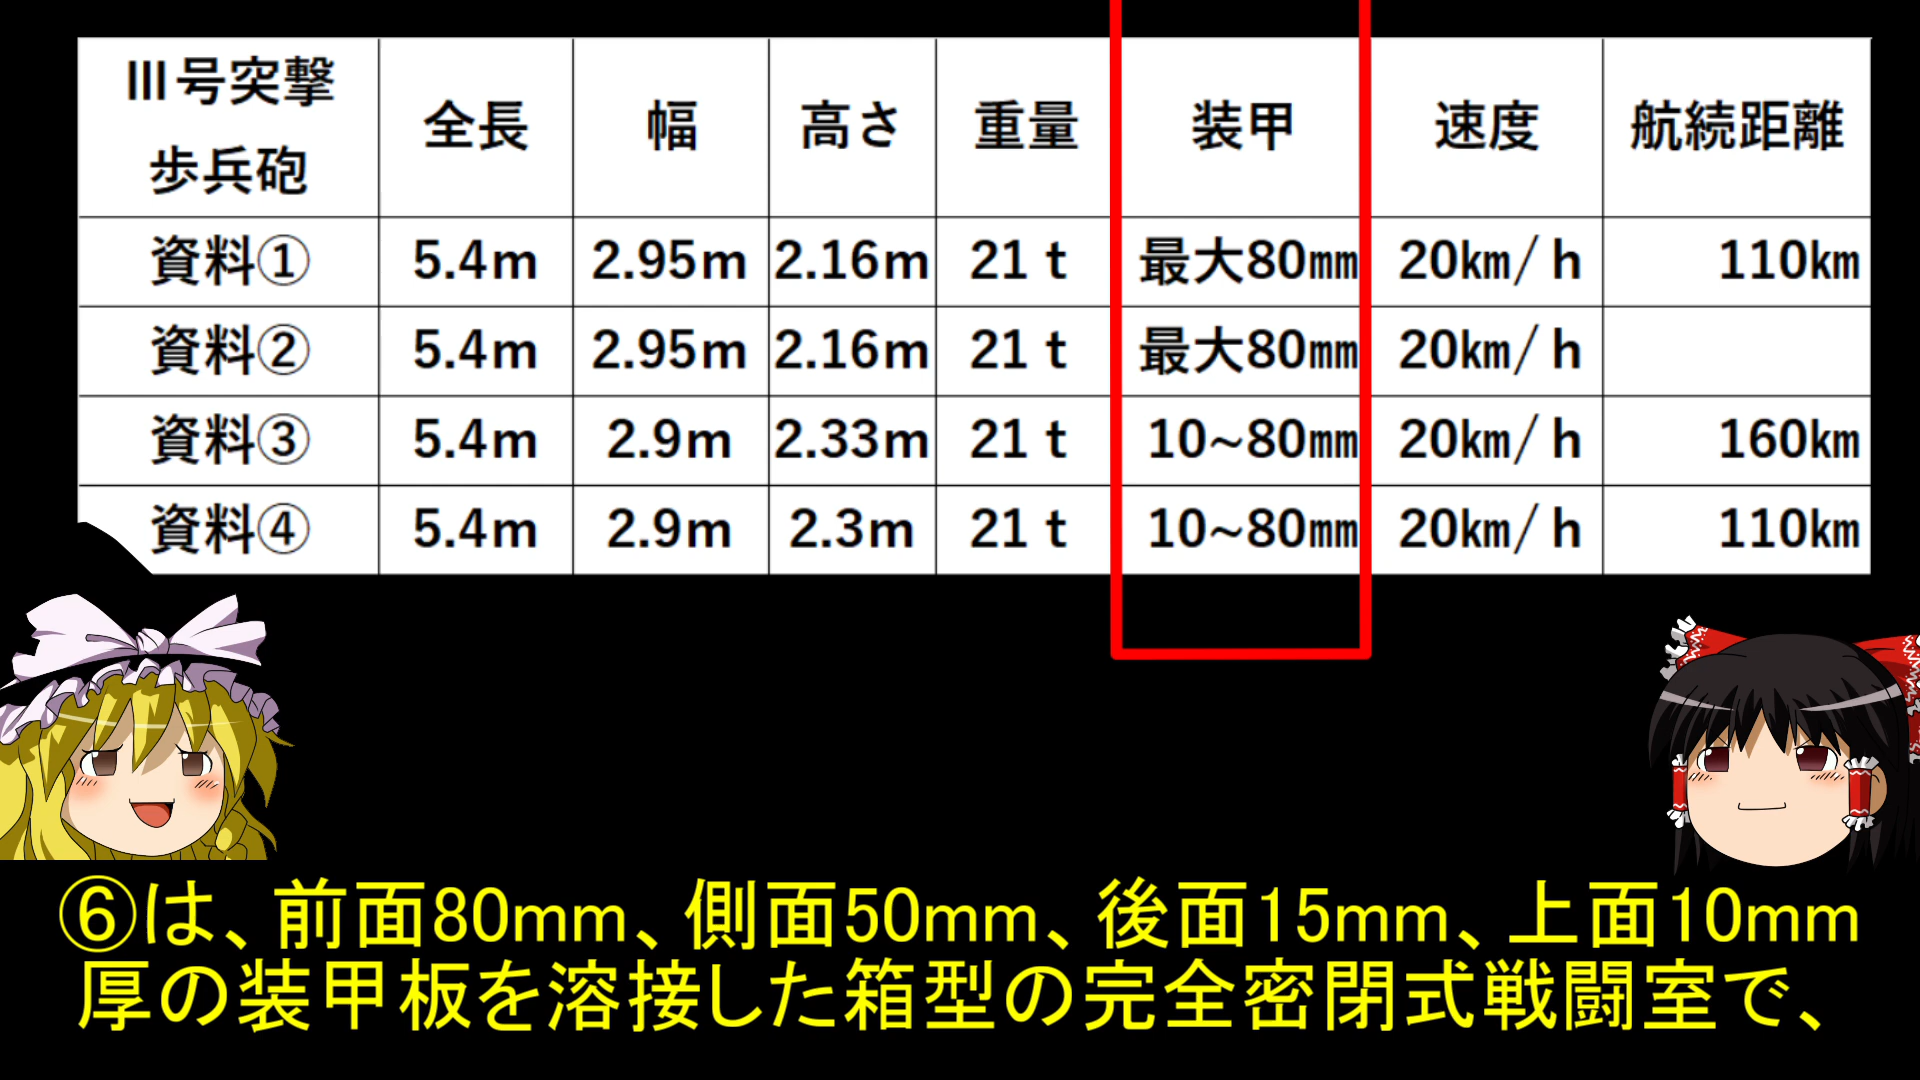 Ⅲ号突撃
歩兵砲 全長 幅 高さ 重量 装甲 速度 航続距離
資料① 5.4m 2.95m 2.16m 21t 最大80㎜ 20㎞/h 110㎞
資料② 5.4m 2.95m 2.16m 21t 最大80㎜ 20㎞/h
資料③ 5.4m 2.9m 2.33m 21t 10~80㎜ 20㎞/h 160㎞
資料④ 5.4m 2.9m 2.3m 21t 10~80㎜ 20㎞/h 110㎞
⑥は、前面80mm、側面50mm、後面15mm、上面10mm
厚の装甲板を溶接した箱型の完全密閉式戦闘室で、